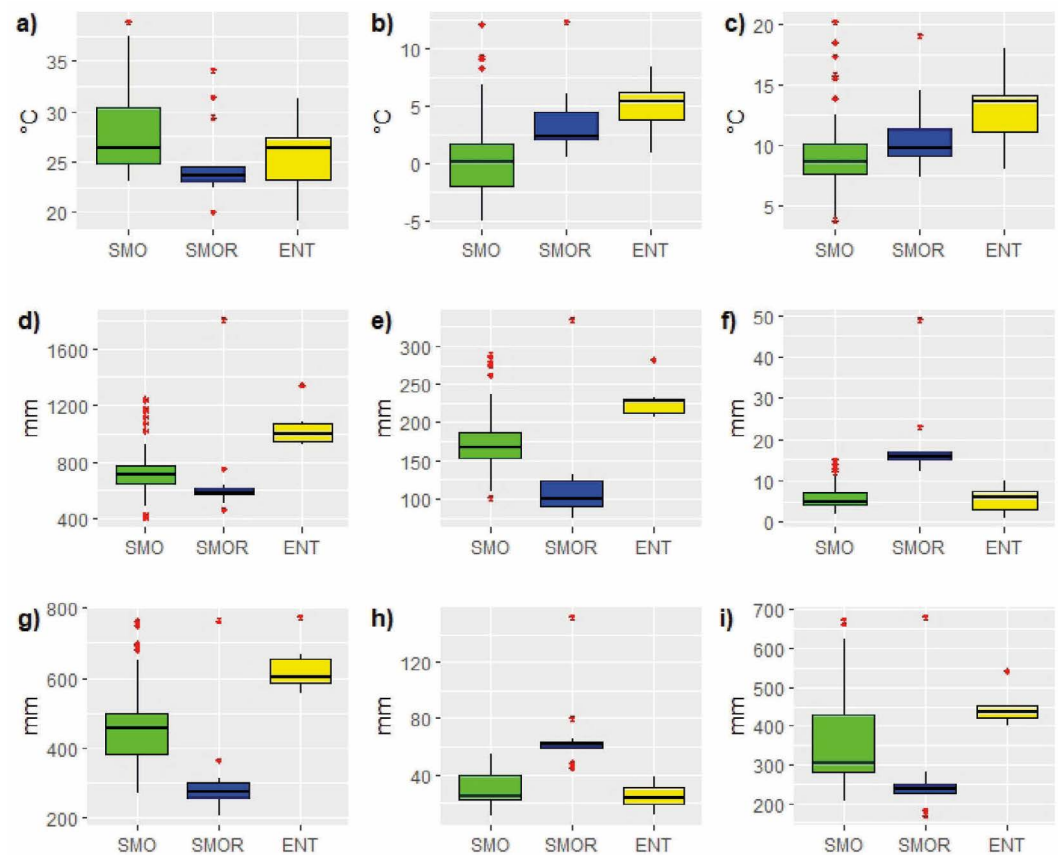 a)
b)
c)
°C
35
30
25
20
SMO SMOR ENT
°C
10
5
0
-5
SMO SMOR ENT
°C
20
15
10
5
SMO SMOR ENT
d)
e)
f)
mm
1600
1200
800
400
SMO SMOR ENT
mm
300
250
200
150
100
SMO SMOR ENT
50
40
30
20
10
0
SMO SMOR ENT
g)
h)
i)
mm
800
600
400
200
SMO SMOR ENT
mm
120
80
40
SMO SMOR ENT
mm
700
600
500
400
300
200
SMO SMOR ENT